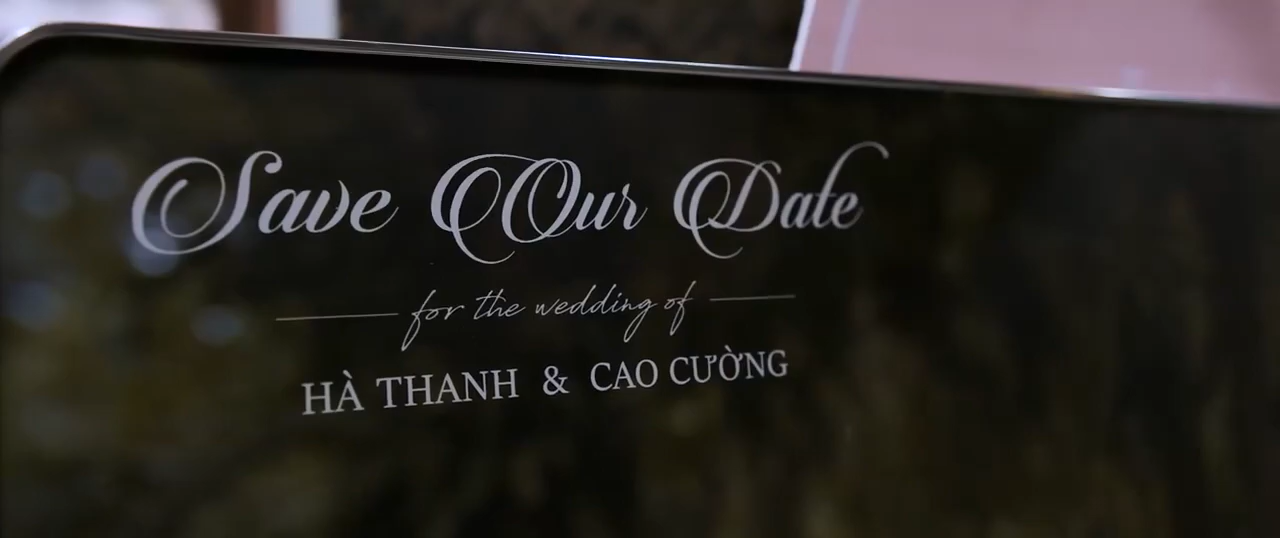 Save Our Date
for the wedding of
HÀ THANH & CAO CƯỜNG